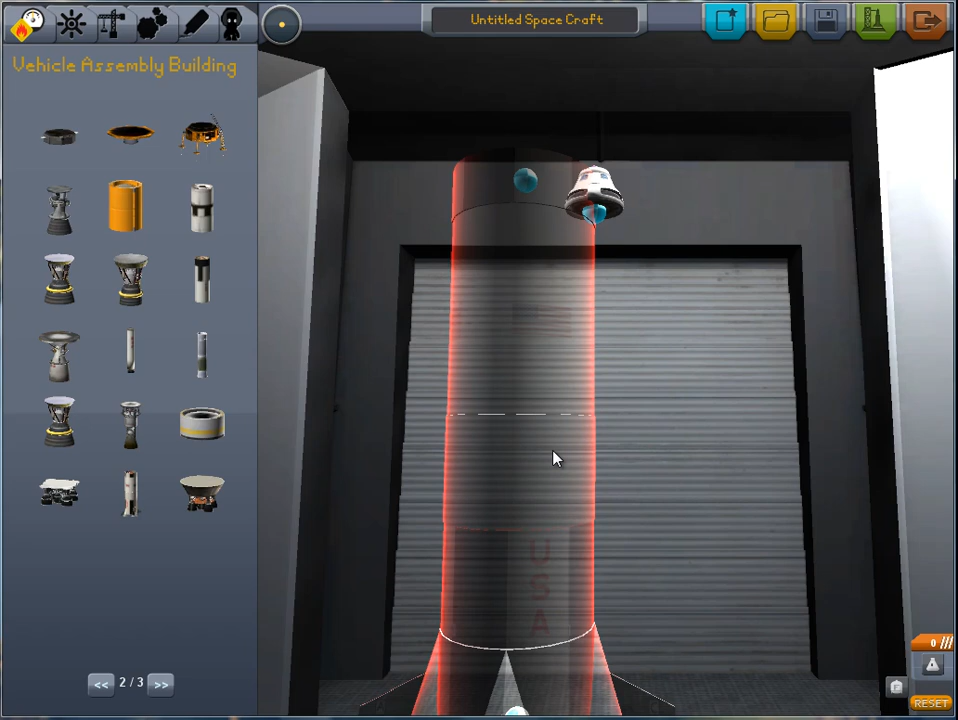 Untitled Space Craft
Vehicle Assembly Building
U
S
A
<< 2/3 >>
0
RESET